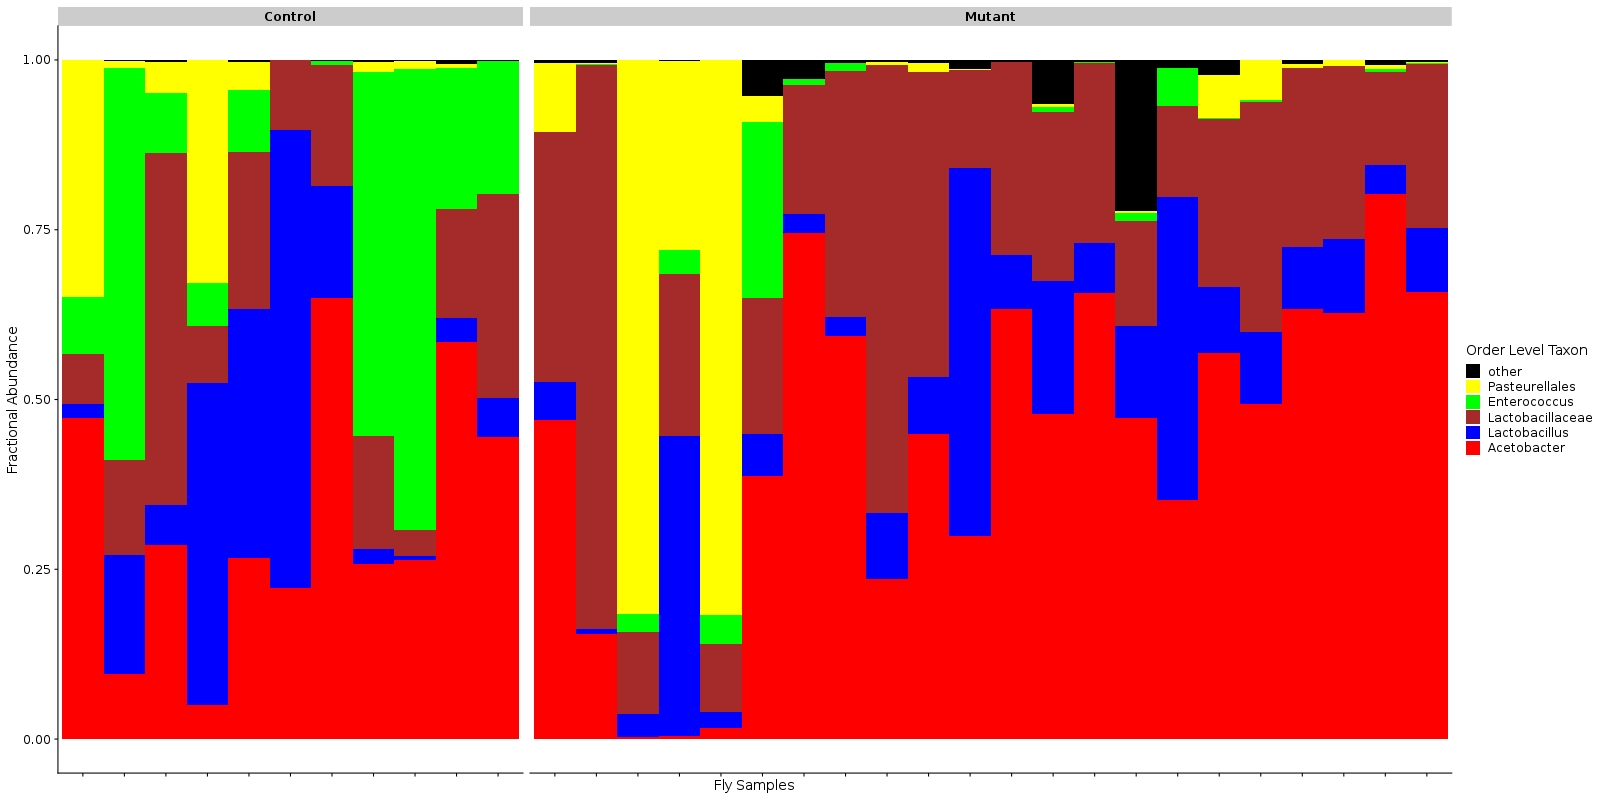 Control
Mutant
1.00
0.75
0.50
0.25
0.00
Fractional Abundance
Fly Samples
Order Level Taxon
other
Pasteurellales
Enterococcus
Lactobacillaceae
Lactobacillus
Acetobacter